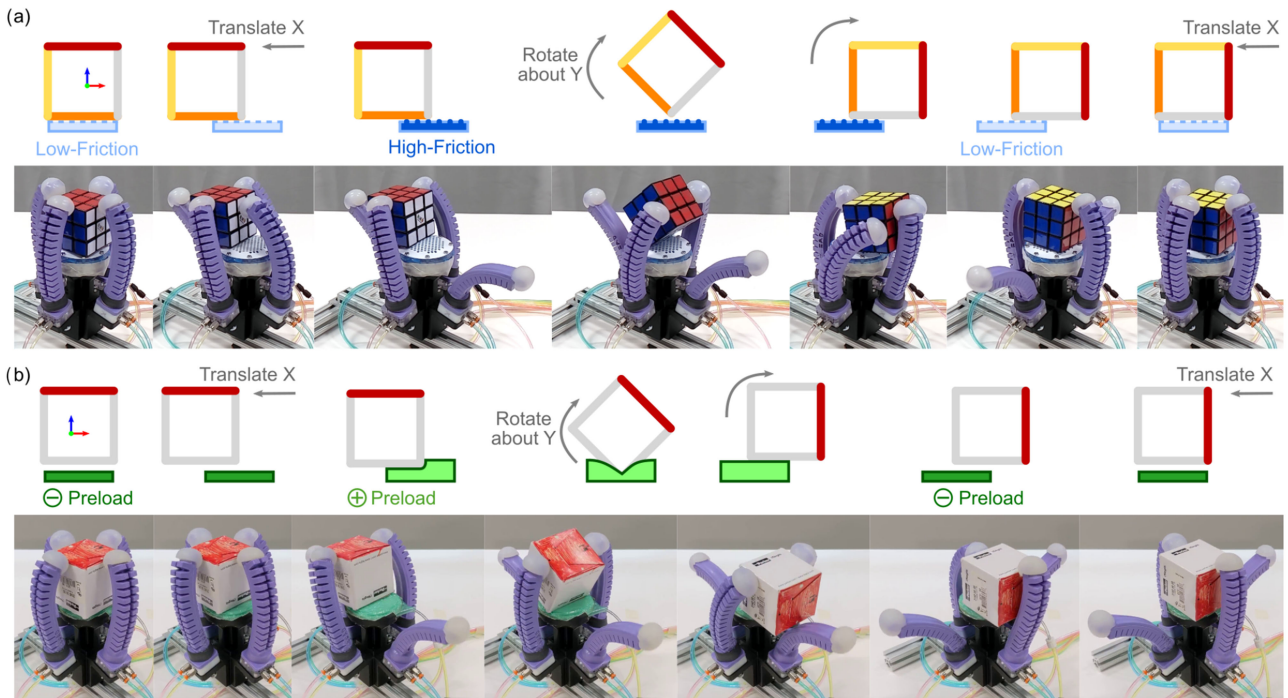 (a)
Translate X
Rotate
about Y
Translate X
Low-Friction
High-Friction
Low-Friction
(b)
Translate X
Rotate
about Y
Translate X
⊖ Preload
⊕ Preload
⊖ Preload